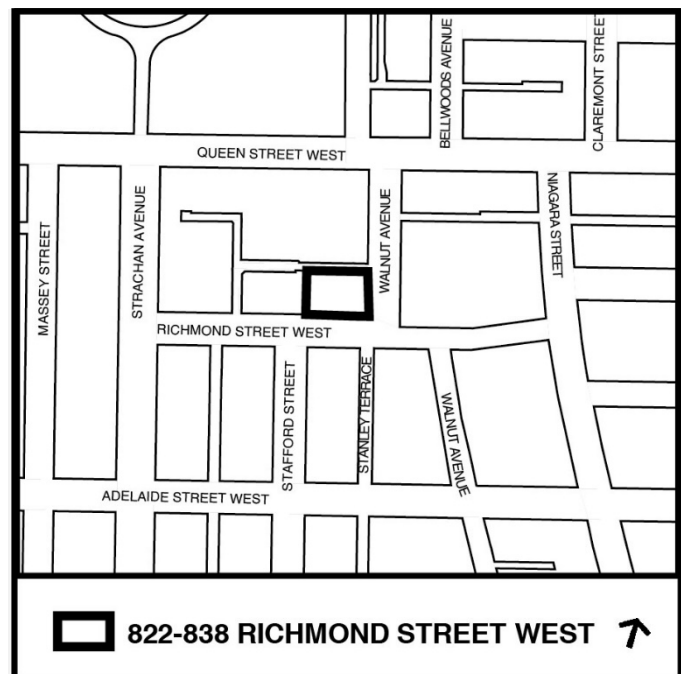 BELLWOODS AVENUE
CLAREMONT STREET
QUEEN STREET WEST
MASSEY STREET
STRACHAN AVENUE
WALNUT AVENUE
NIAGARA STREET
RICHMOND STREET WEST
STAFFORD STREET
STANLEY TERRACE
WALNUT AVENUE
ADELAIDE STREET WEST
822-838 RICHMOND STREET WEST